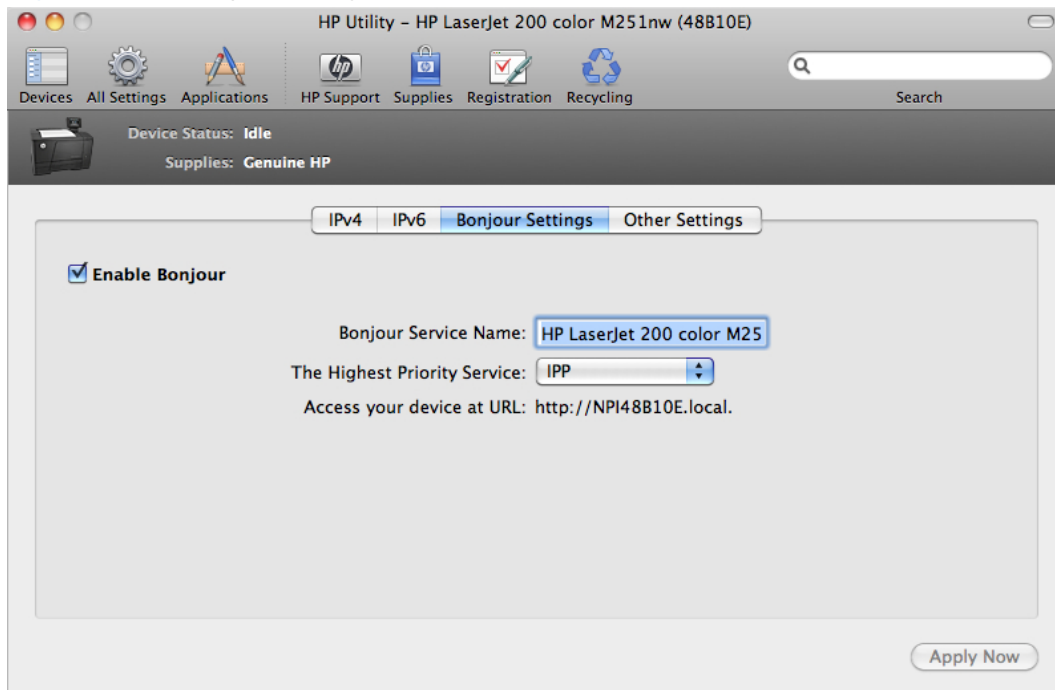 HP Utility – HP LaserJet 200 color M251nw (48B10E)
Devices All Settings Applications HP Support Supplies Registration Recycling Search
Device Status: Idle
Supplies: Genuine HP
IPv4 IPv6 Bonjour Settings Other Settings
Enable Bonjour
Bonjour Service Name: HP LaserJet 200 color M25
The Highest Priority Service: IPP
Access your device at URL: http://NPI48B10E.local.
Apply Now